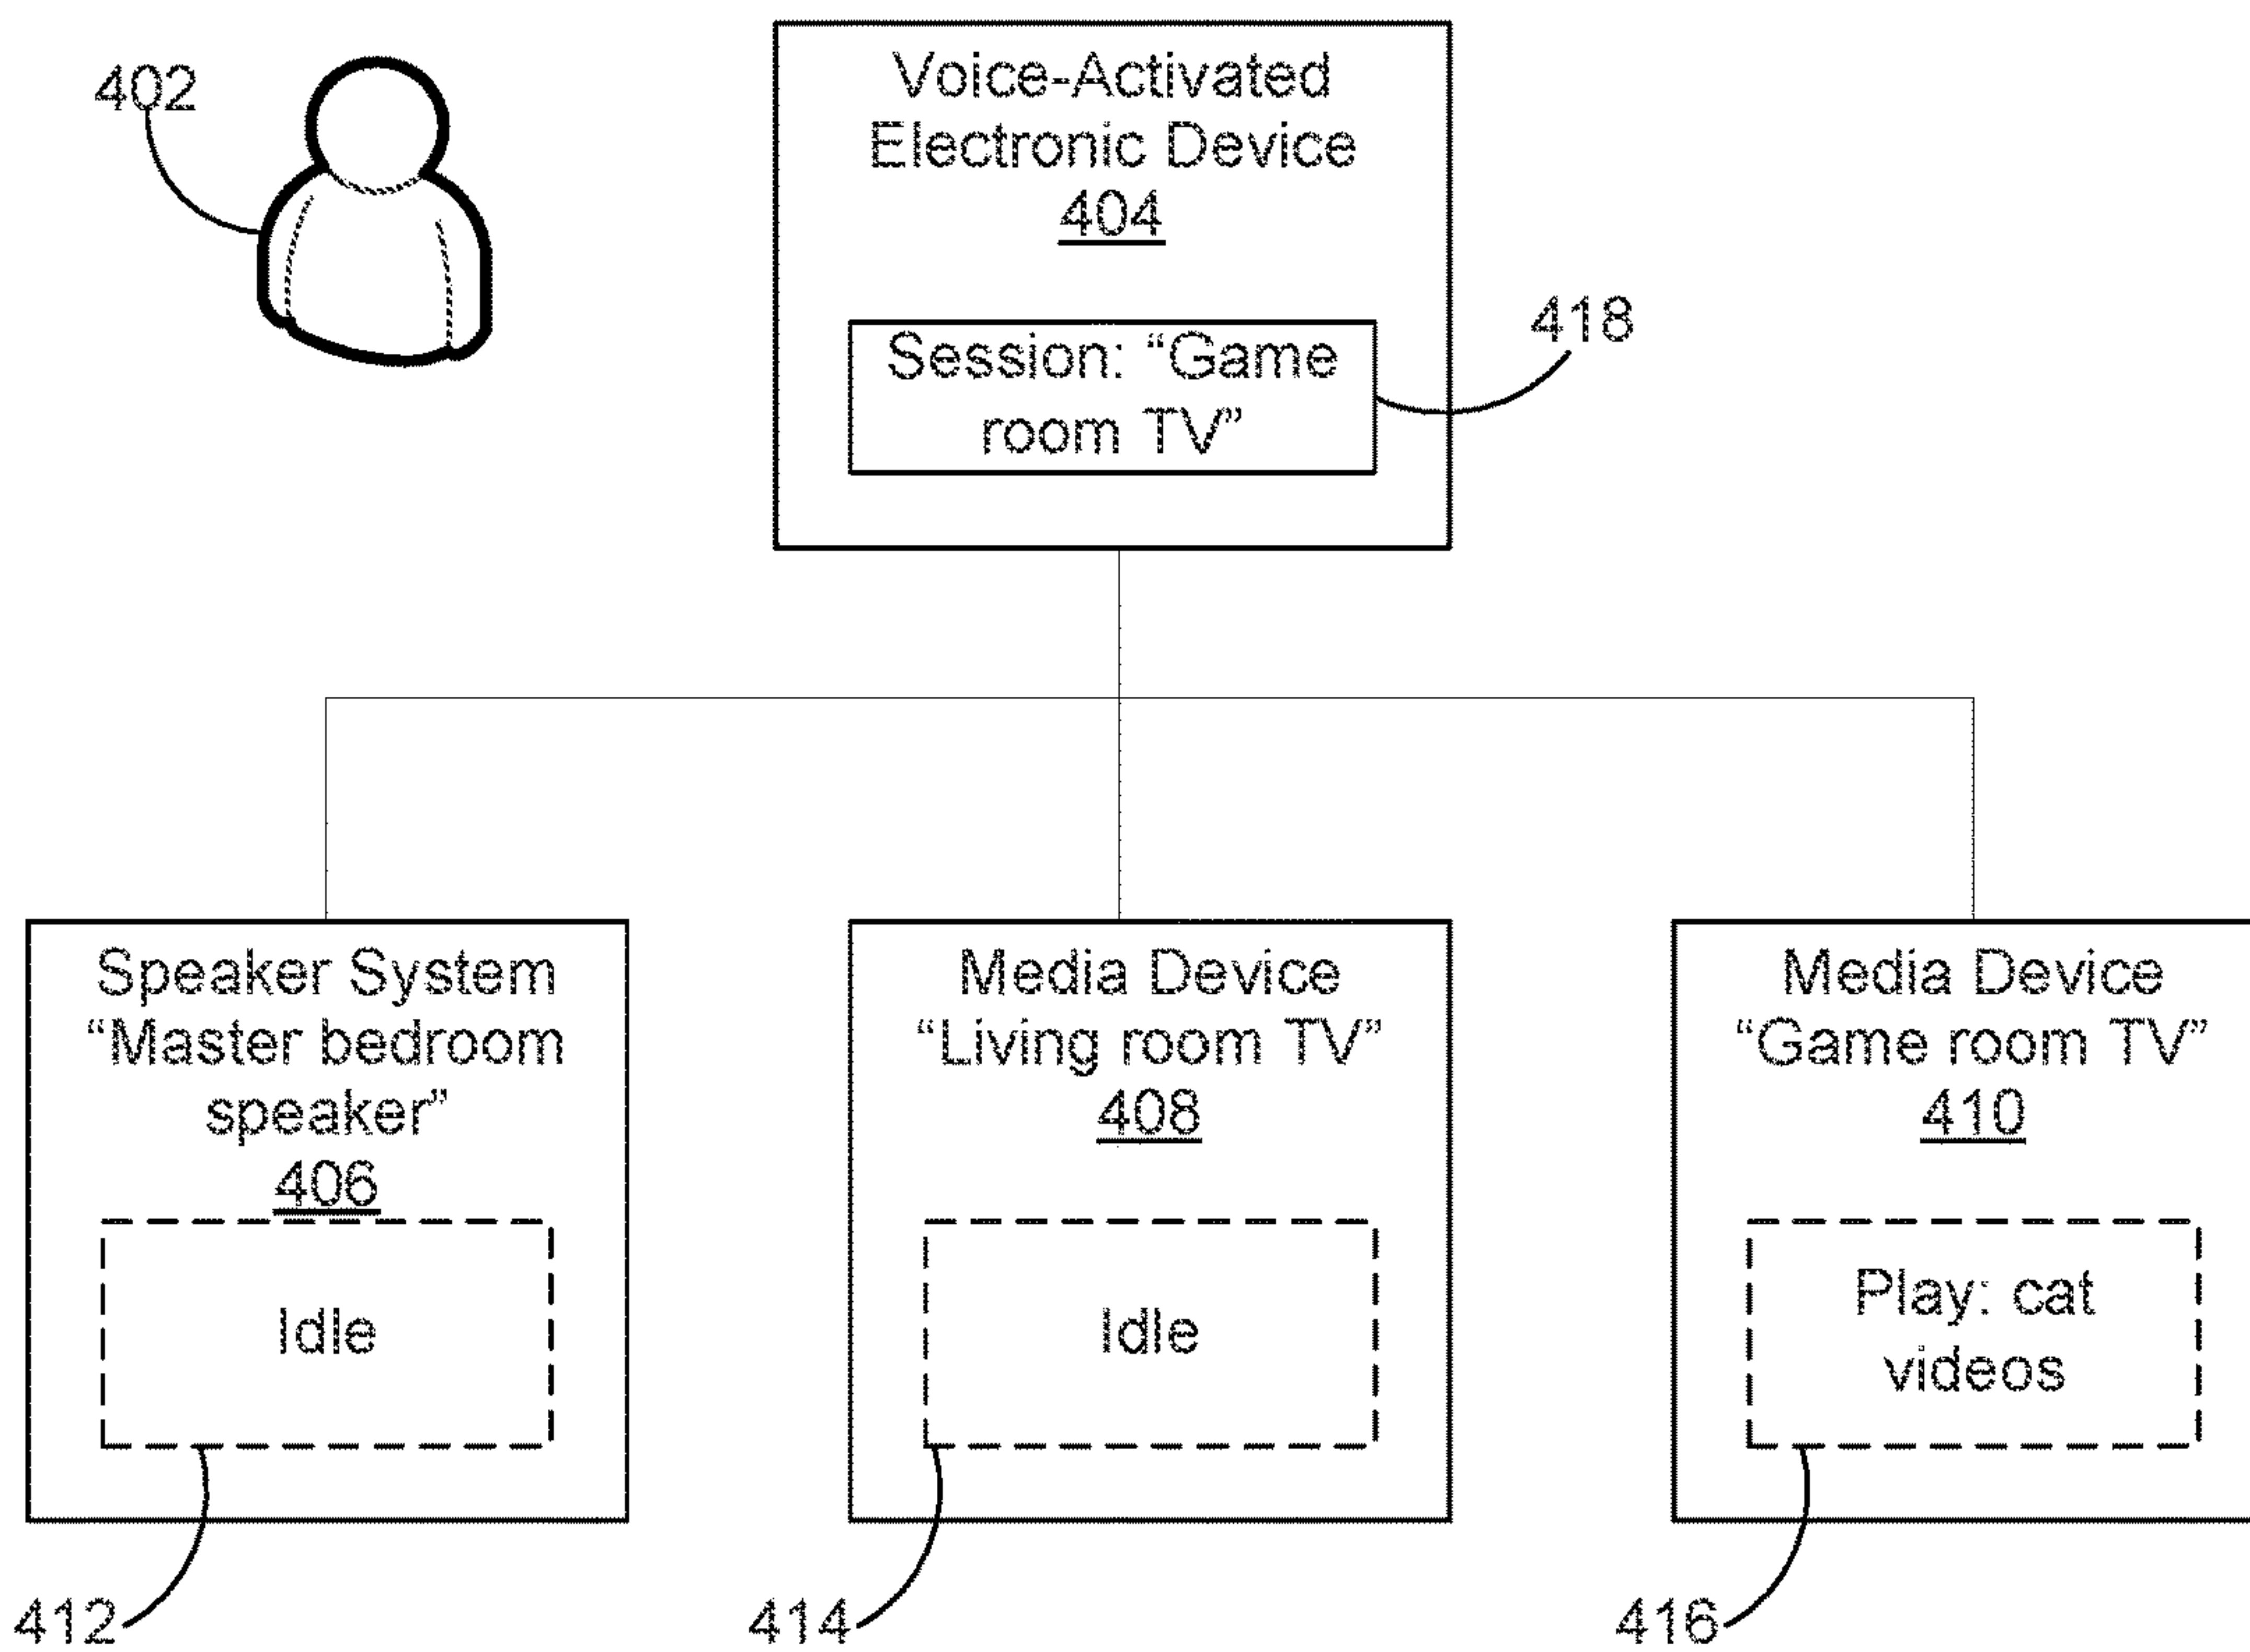 402
Voice-Activated
Electronic Device
404
Session: “Game
room TV”
418
Speaker System
“Master bedroom
speaker”
406
Idle
412
Media Device
“Living room TV”
408
Idle
414
Media Device
“Game room TV”
410
Play: cat
videos
416